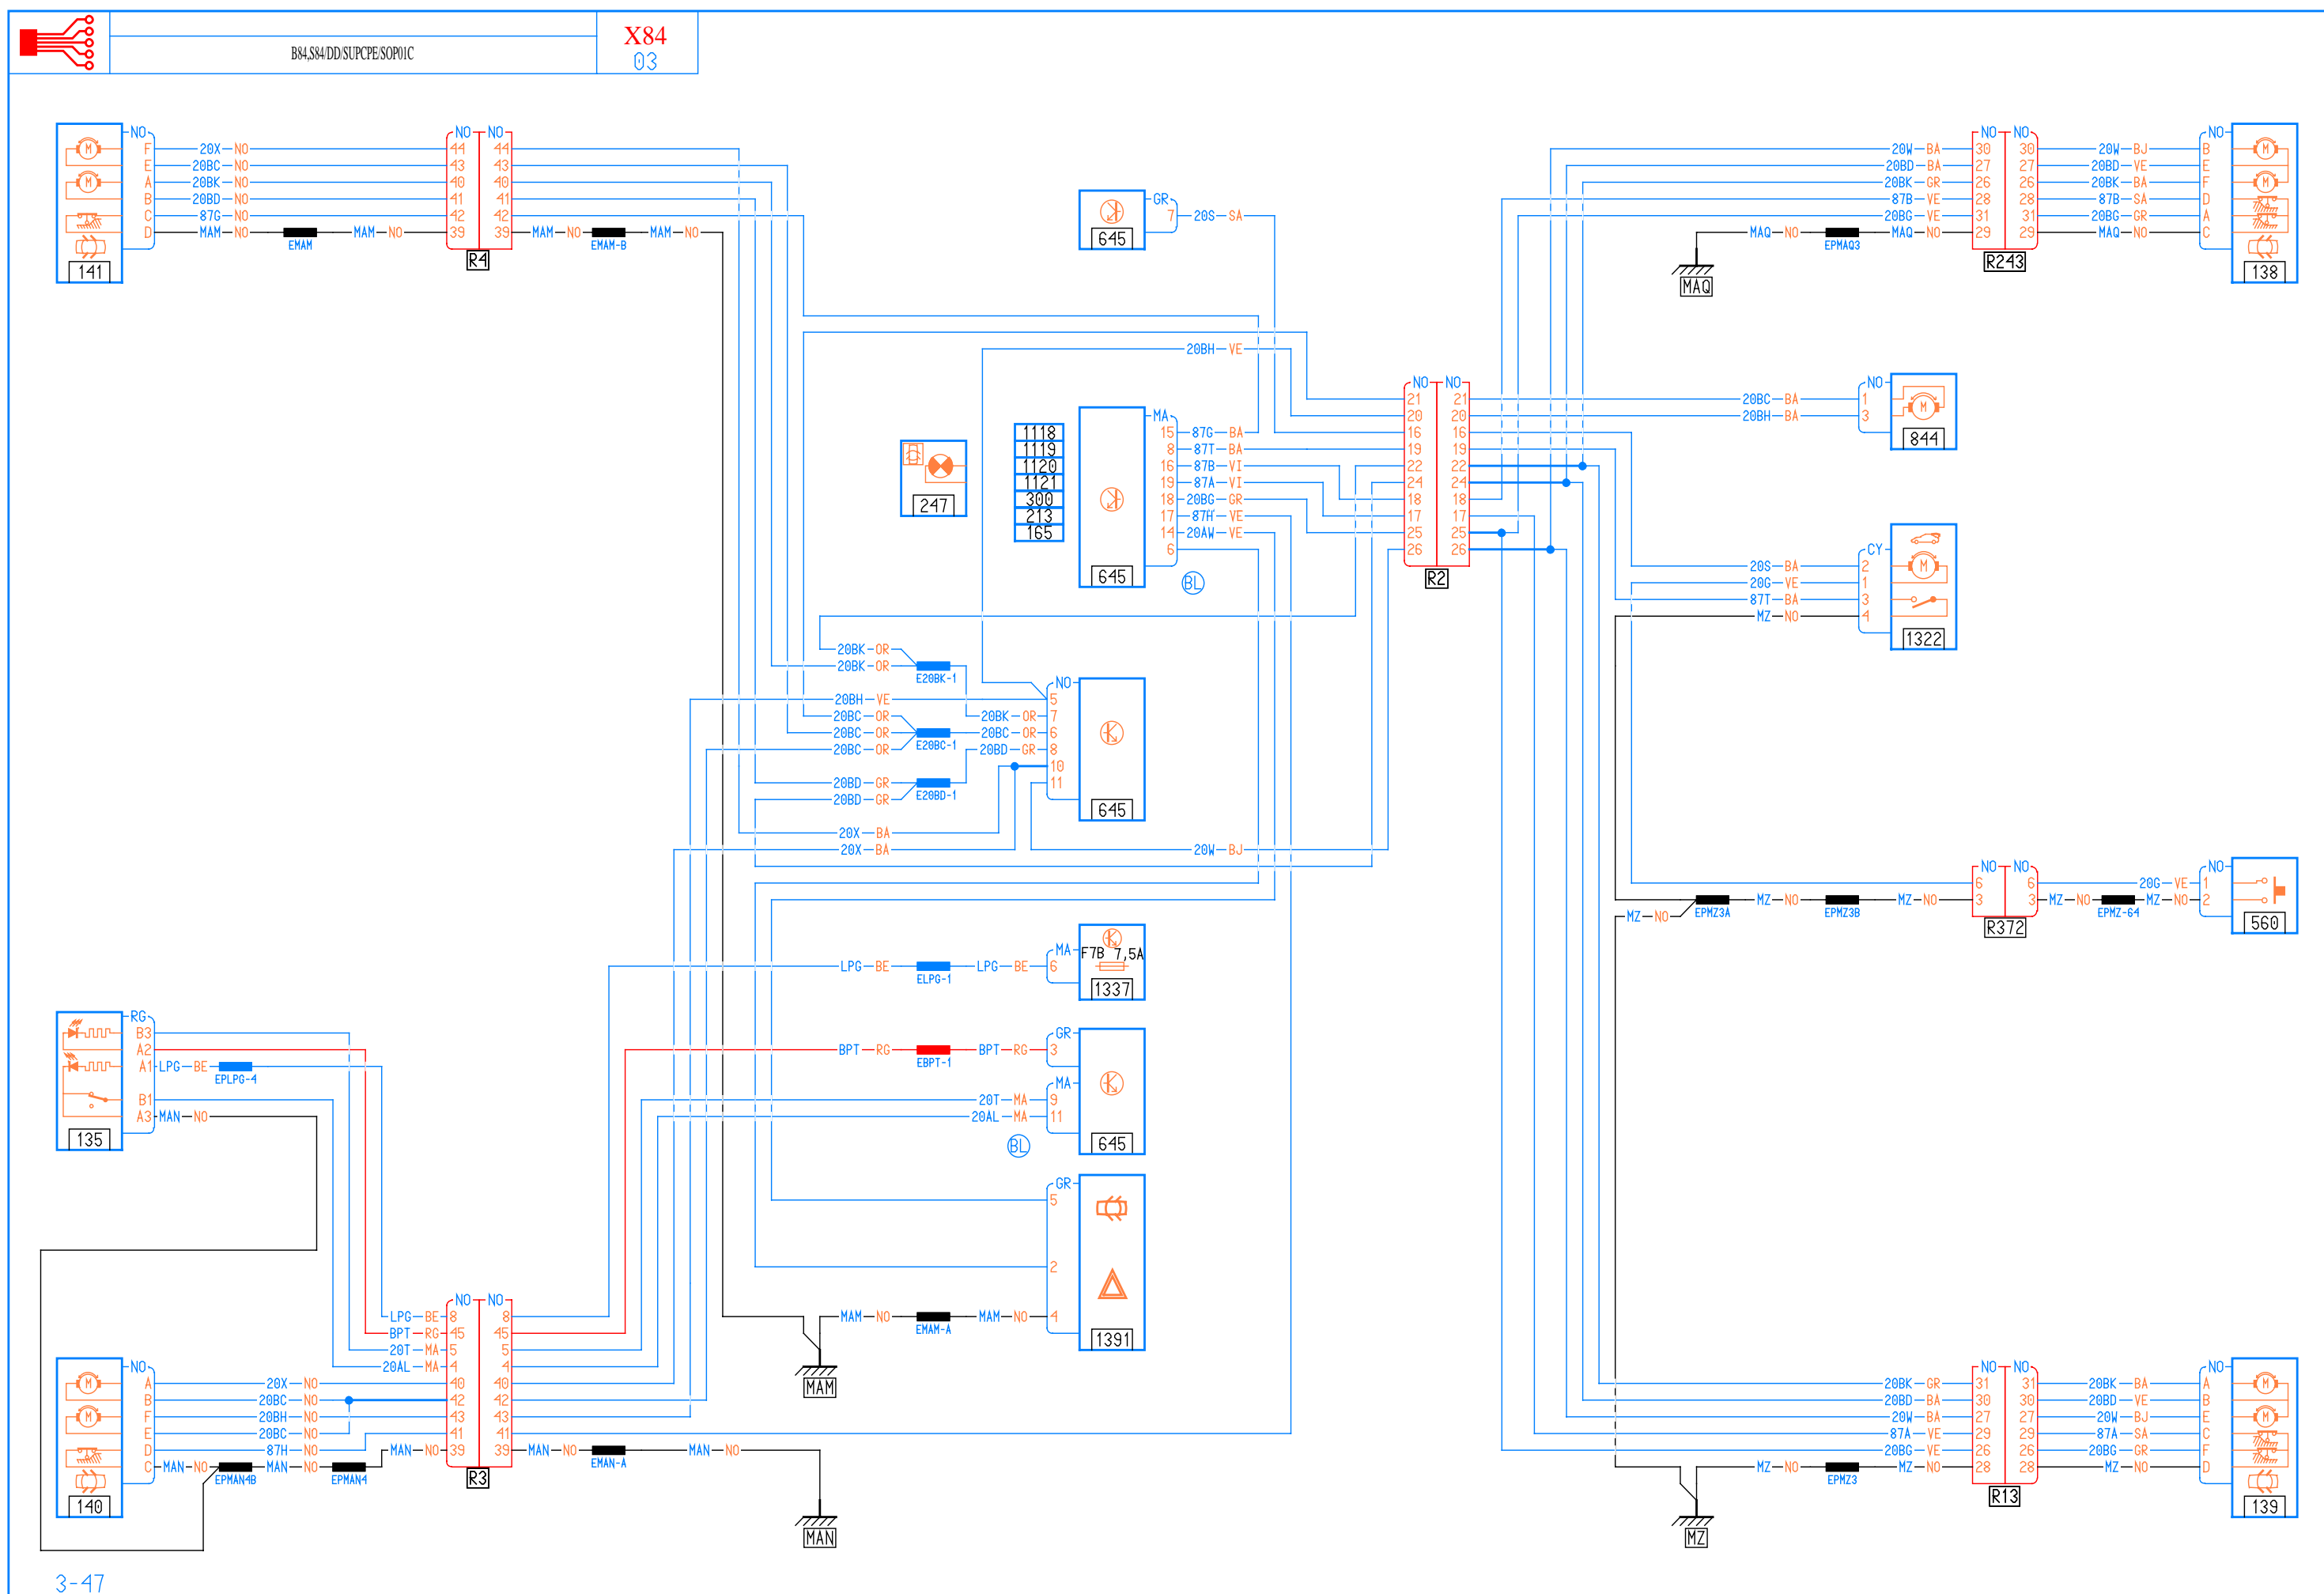 B84,S84/DD/SUPCPE/SOP01C
X84
03
NO
F 20X NO 44
E 20BC NO 43
A 20BK NO 40
B 20BD NO 41
C 87G NO 42
D MAM NO EMAM MAM NO 39
141
NO NO
44
43
40
41
42
39 MAM NO EMAM-B MAM NO
R4
GR
7 20S SA
645
20W BA 30
20BD BA 27
20BK GR 26
87B VE 28
20BG VE 31
MAQ NO EPMAQ3 MAQ NO 29
MAQ
NO NO
R243
30 20W BJ B
27 20BD VE E
26 20BK BA F
28 87B SA D
31 20BG GR A
29 MAQ NO C
NO
138
20BH VE
247
1118
1119
1120
1121
300
213
165
MA
15 87G BA
8 87T BA
16 87B VI
19 87A VI
18 20BG GR
17 87H VE
14 20AW VE
6
645
BL
NO NO
21 21
20 20
16 16
19 19
22 22
24 24
18 18
17 17
25 25
26 26
R2
NO
20BC BA 1
20BH BA 3
844
CY
20S BA 2
20G VE 1
87T BA 3
MZ NO 4
1322
20BK OR
20BK OR
E20BK-1
20BH VE
20BC OR
20BC OR
20BC OR
E20BC-1
20BD GR
20BD GR
E20BD-1
NO
5
20BK OR 7
20BC OR 6
20BD GR 8
10
11
645
20X BA
20X BA
20W BJ
NO NO
6 6 20G VE 1
MZ NO EPMZ3A MZ NO EPMZ3B MZ NO 3
3 MZ NO EPMZ-64 MZ NO 2
R372
NO
560
LPG BE ELPG-1 LPG BE 6
MA
F7B 7,5A
1337
RG
B3
A2
A1 LPG BE EPLPG-4
B1
A3 MAN NO
135
BPT RG EBPT-1 BPT RG 3
GR
MA
20T MA 9
20AL MA 11
BL
645
GR
5
2
MAM NO EMAM-A MAM NO 4
1391
MAM
NO NO
LPG BE 8 8
BPT RG 45 45
20T MA 5 5
20AL MA 4 4
NO
A 20X NO 40 40
B 20BC NO 42 42
F 20BH NO 43 43
E 20BC NO
D 87H NO 41 41
C MAN NO EPMAN4B MAN NO EPMAN4 MAN NO 39
39 MAN NO EMAN-A MAN NO
140
R3
MAN
NO NO
20BK GR 31 31 20BK BA A
20BD BA 30 30 20BD VE B
20W BA 27 27 20W BJ E
87A VE 29 29 87A SA C
20BG VE 26 26 20BG GR F
MZ NO EPMZ3 MZ NO 28 28 MZ NO D
R13
MZ
NO
139
3-47